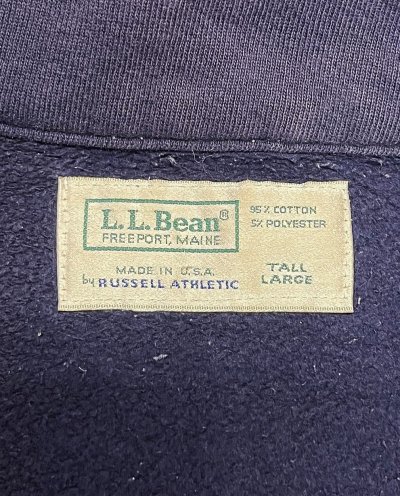 L.L.Bean®
FREEPORT, MAINE
95% COTTON
5% POLYESTER
MADE IN U.S.A.
by RUSSELL ATHLETIC
TALL
LARGE